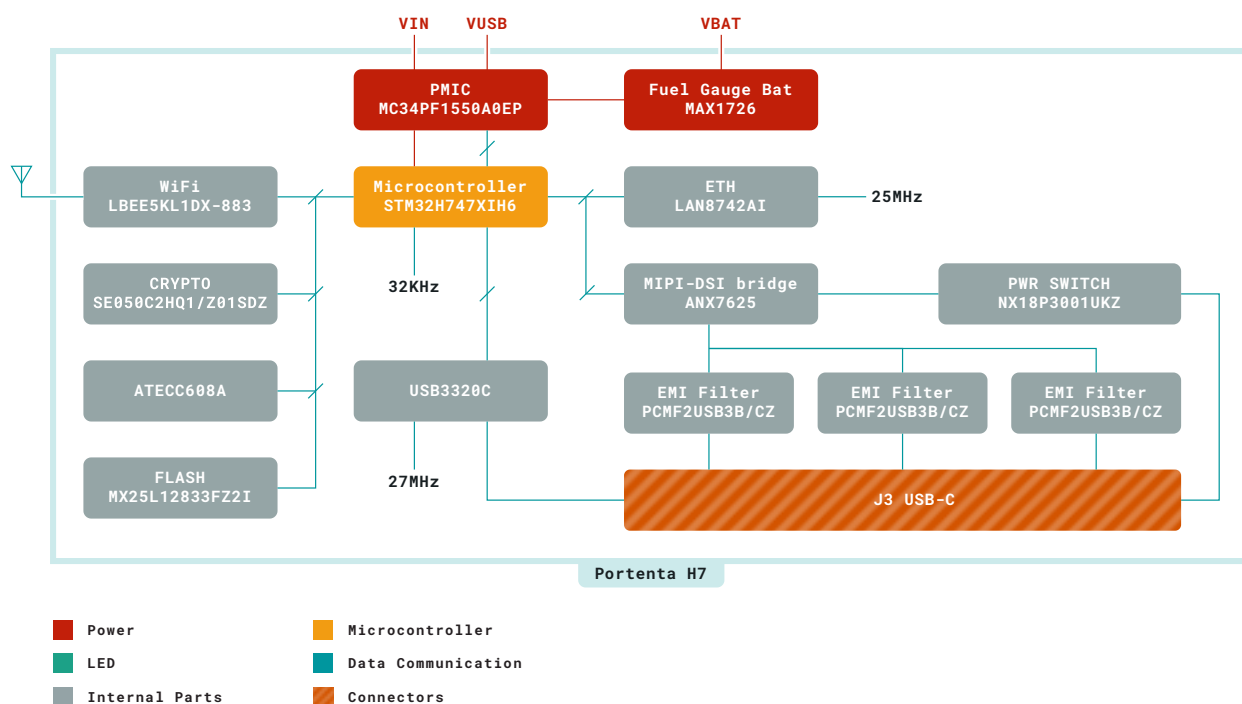 VIN
VUSB
VBAT
PMIC
MC34PF1550A0EP
Fuel Gauge Bat
MAX1726
WiFi
LBEE5KL1DX-883
Microcontroller
STM32H747XIH6
ETH
LAN8742AI
25MHz
CRYPTO
SE050C2HQ1/Z01SDZ
32KHz
MIPI-DSI bridge
ANX7625
PWR SWITCH
NX18P3001UKZ
ATECC608A
USB3320C
EMI Filter
PCMF2USB3B/CZ
EMI Filter
PCMF2USB3B/CZ
EMI Filter
PCMF2USB3B/CZ
FLASH
MX25L12833FZ2I
27MHz
J3 USB-C
Portenta H7
Power
Microcontroller
LED
Data Communication
Internal Parts
Connectors